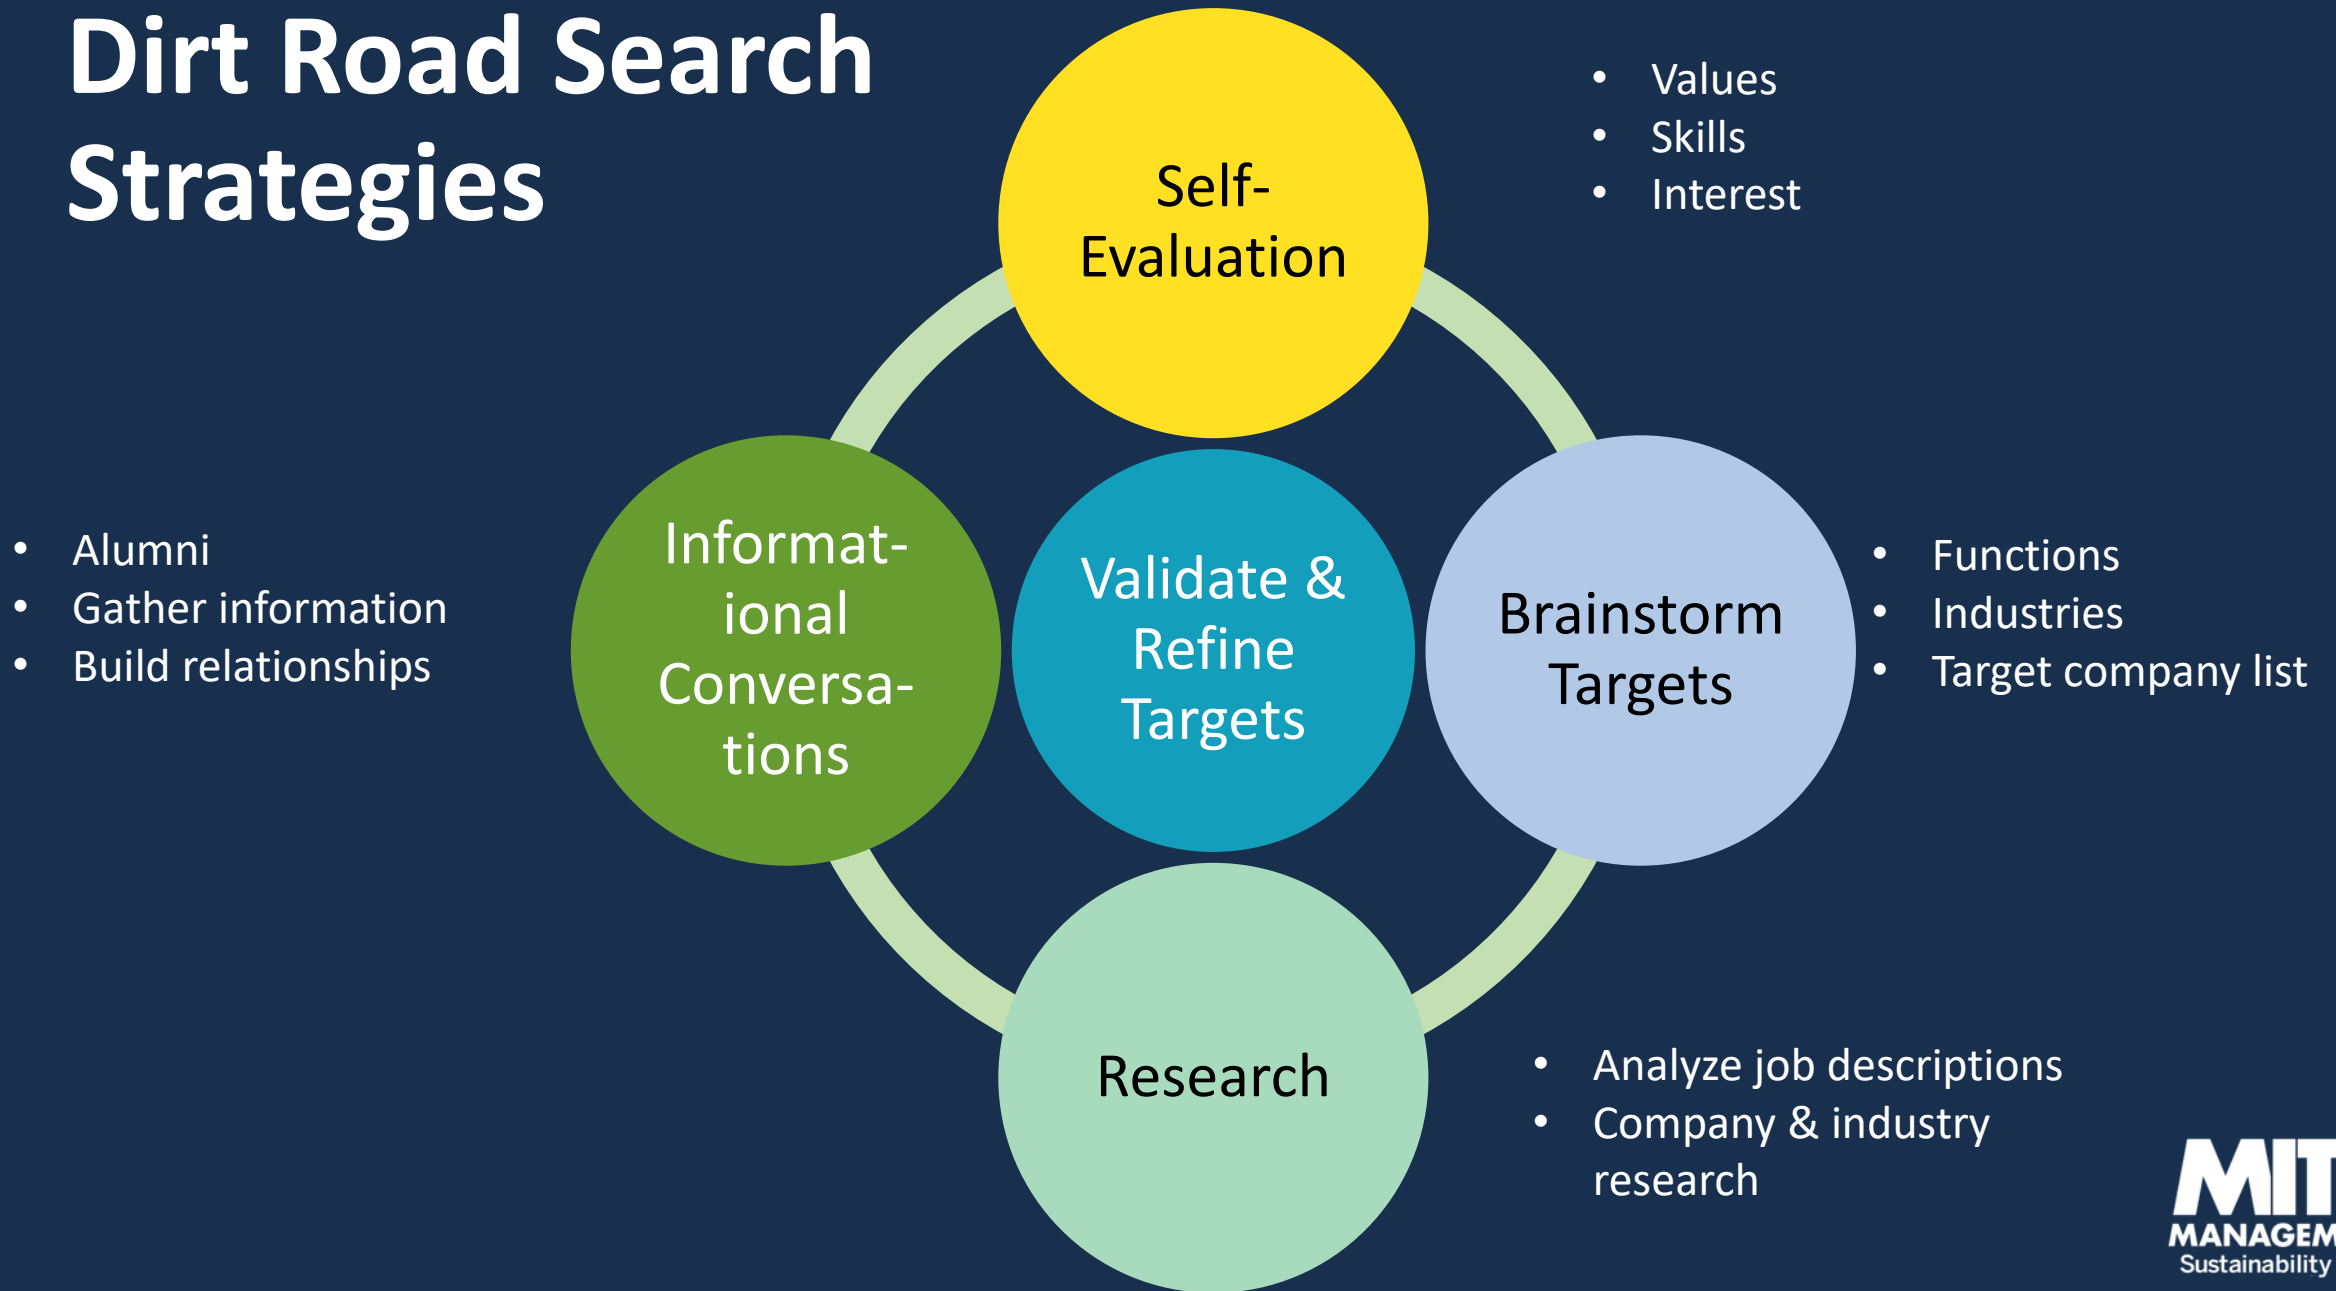 Dirt Road Search
Strategies
Self-
Evaluation
• Values
• Skills
• Interest
Informat-
ional
Conversa-
tions
• Alumni
• Gather information
• Build relationships
Validate &
Refine
Targets
Brainstorm
Targets
• Functions
• Industries
• Target company list
Research
• Analyze job descriptions
• Company & industry
research
MIT
MANAGEM
Sustainability